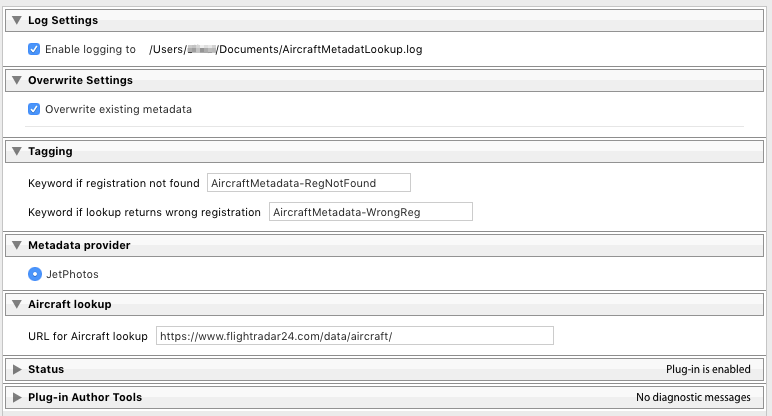 Log Settings
Enable logging to /Users/ /Documents/AircraftMetadatLookup.log
Overwrite Settings
Overwrite existing metadata
Tagging
Keyword if registration not found AircraftMetadata-RegNotFound
Keyword if lookup returns wrong registration AircraftMetadata-WrongReg
Metadata provider
JetPhotos
Aircraft lookup
URL for Aircraft lookup https://www.flightradar24.com/data/aircraft/
Status Plug-in is enabled
Plug-in Author Tools No diagnostic messages